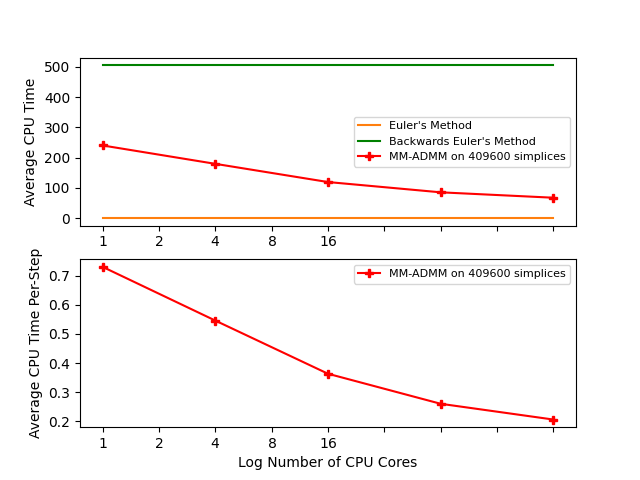 Average CPU Time
500
400
300
200
100
0
Euler's Method
Backwards Euler's Method
MM-ADMM on 409600 simplices
1 2 4 8 16
Average CPU Time Per-Step
0.7
0.6
0.5
0.4
0.3
0.2
MM-ADMM on 409600 simplices
1 2 4 8 16
Log Number of CPU Cores